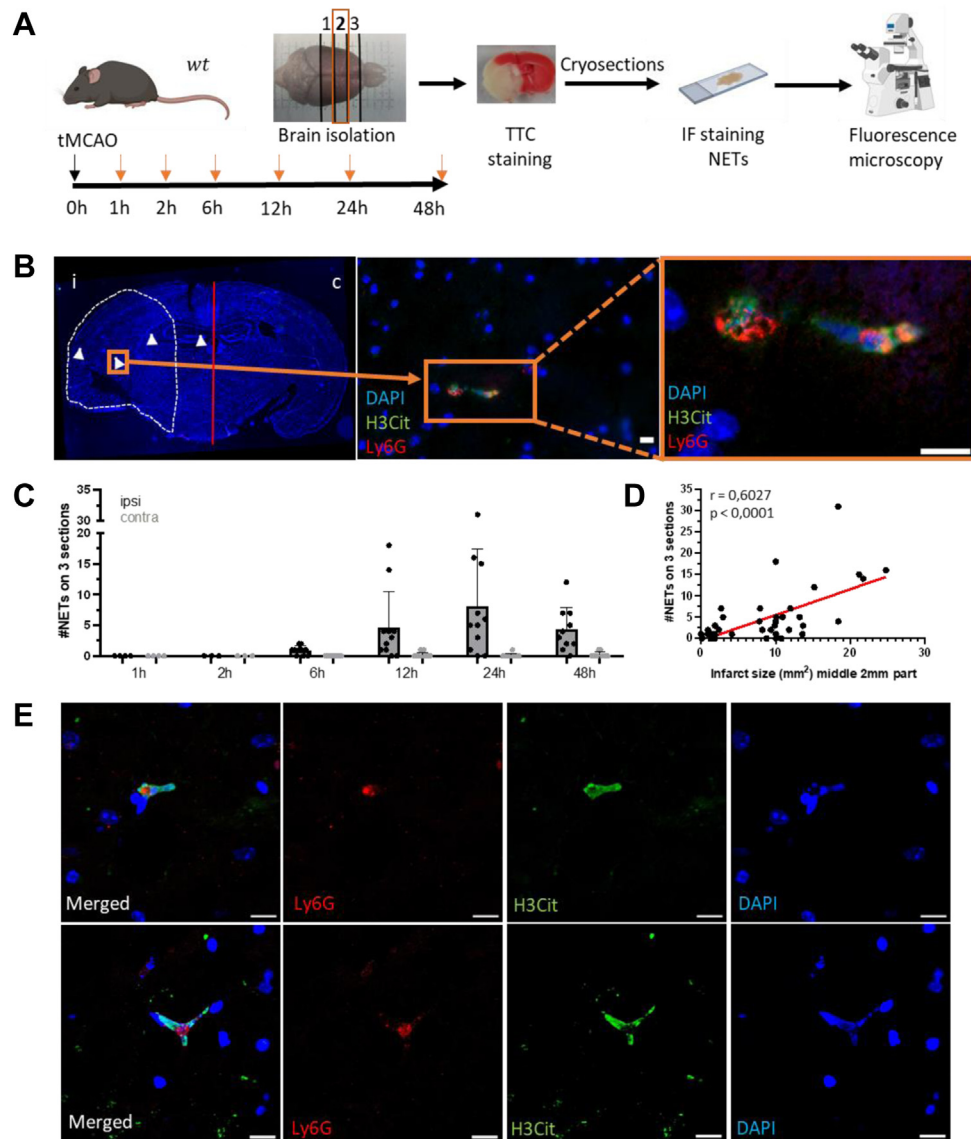 A
1 2 3
wt
Cryosections
Brain isolation
TTC
staining
IF staining
NETs
Fluorescence
microscopy
tMCAO
0h 1h 2h 6h 12h 24h 48h
B
i
c
DAPI
H3Cit
Ly6G
DAPI
H3Cit
Ly6G
C
#NETs on 3 sections
35
30
20
15
10
5
0
ipsi
contra
1h 2h 6h 12h 24h 48h
D
#NETs on 3 sections
35
30
25
20
15
10
5
0
r = 0,6027
p < 0,0001
0 10 20 30
Infarct size (mm²) middle 2mm part
E
Merged
Ly6G
H3Cit
DAPI
Merged
Ly6G
H3Cit
DAPI